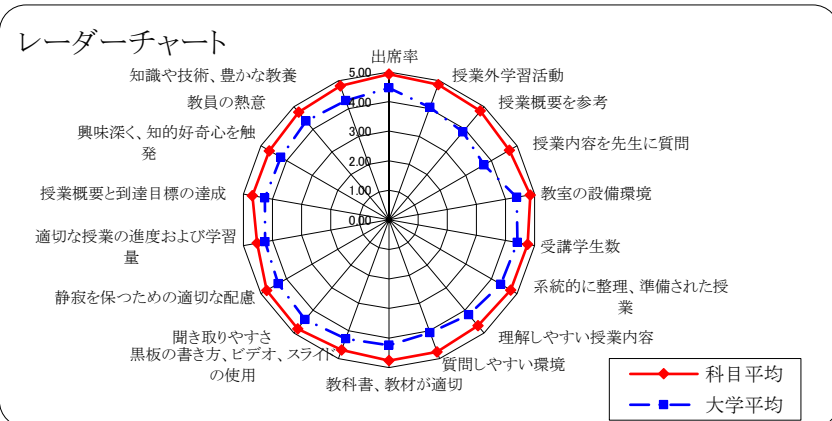 レーダーチャート
出席率
授業外学習活動
授業概要を参考
授業内容を先生に質問
教室の設備環境
受講学生数
系統的に整理、準備された授
業
理解しやすい授業内容
質問しやすい環境
教科書、教材が適切
黒板の書き方、ビデオ、スライド
の使用
聞き取りやすさ
静寂を保つための適切な配慮
適切な授業の進度および学習
量
授業概要と到達目標の達成
興味深く、知的好奇心を触
発
教員の熱意
知識や技術、豊かな教養
5.00
4.00
3.00
2.00
1.00
0.00
科目平均
大学平均